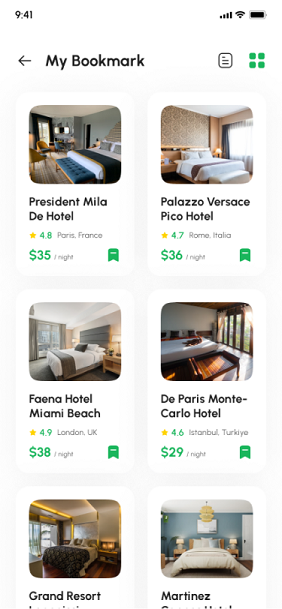 9:41
My Bookmark
President Mila
De Hotel
4.8 Paris, France
$35 / night
Palazzo Versace
Pico Hotel
4.7 Rome, Italia
$36 / night
Faena Hotel
Miami Beach
4.9 London, UK
$38 / night
De Paris Monte-
Carlo Hotel
4.6 Istanbul, Turkiye
$29 / night
Grand Resort
Martinez